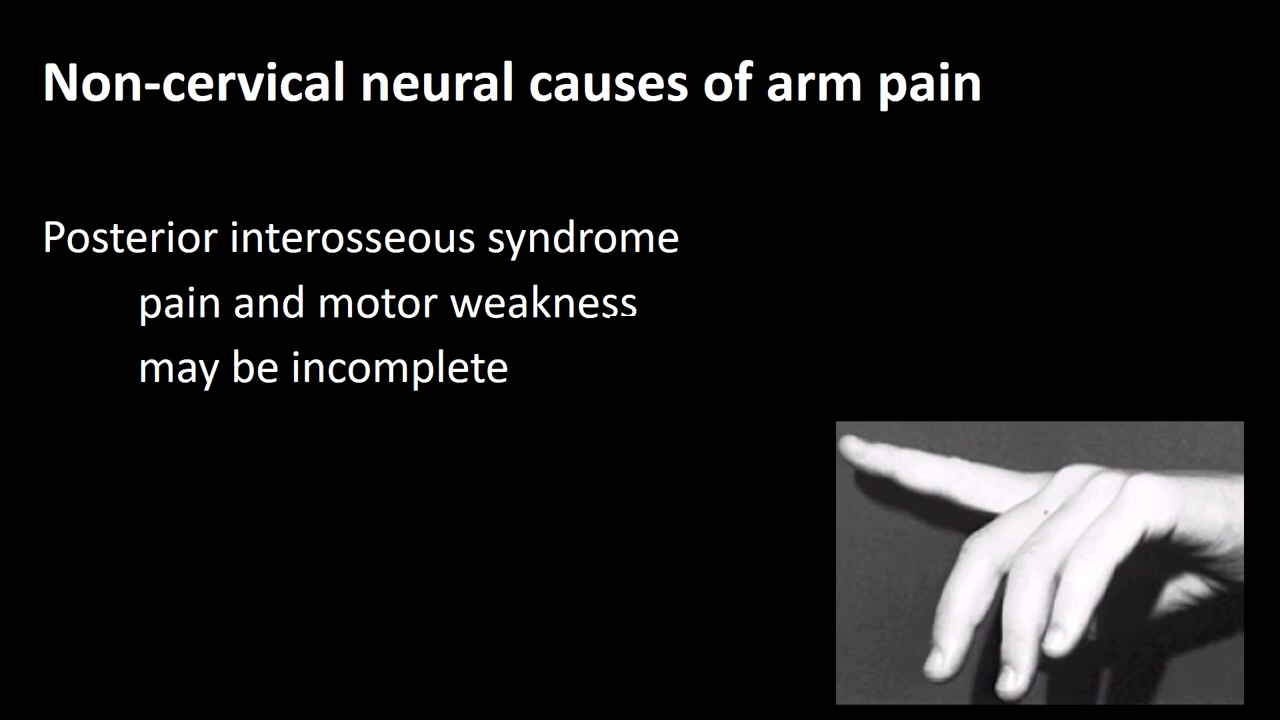 Non-cervical neural causes of arm pain
Posterior interosseous syndrome
pain and motor weakness
may be incomplete